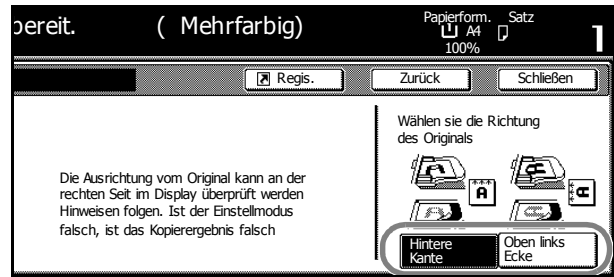 bereit. ( Mehrfarbig)
Papierform. Satz
A4
100%
1
Regis.
Zurück
Schließen
Wählen sie die Richtung
des Originals
Die Ausrichtung vom Original kann an der
rechten Seit im Display überprüft werden
Hinweisen folgen. Ist der Einstellmodus
falsch, ist das Kopierergebnis falsch
A
A
Hintere
Kante
Oben links
Ecke